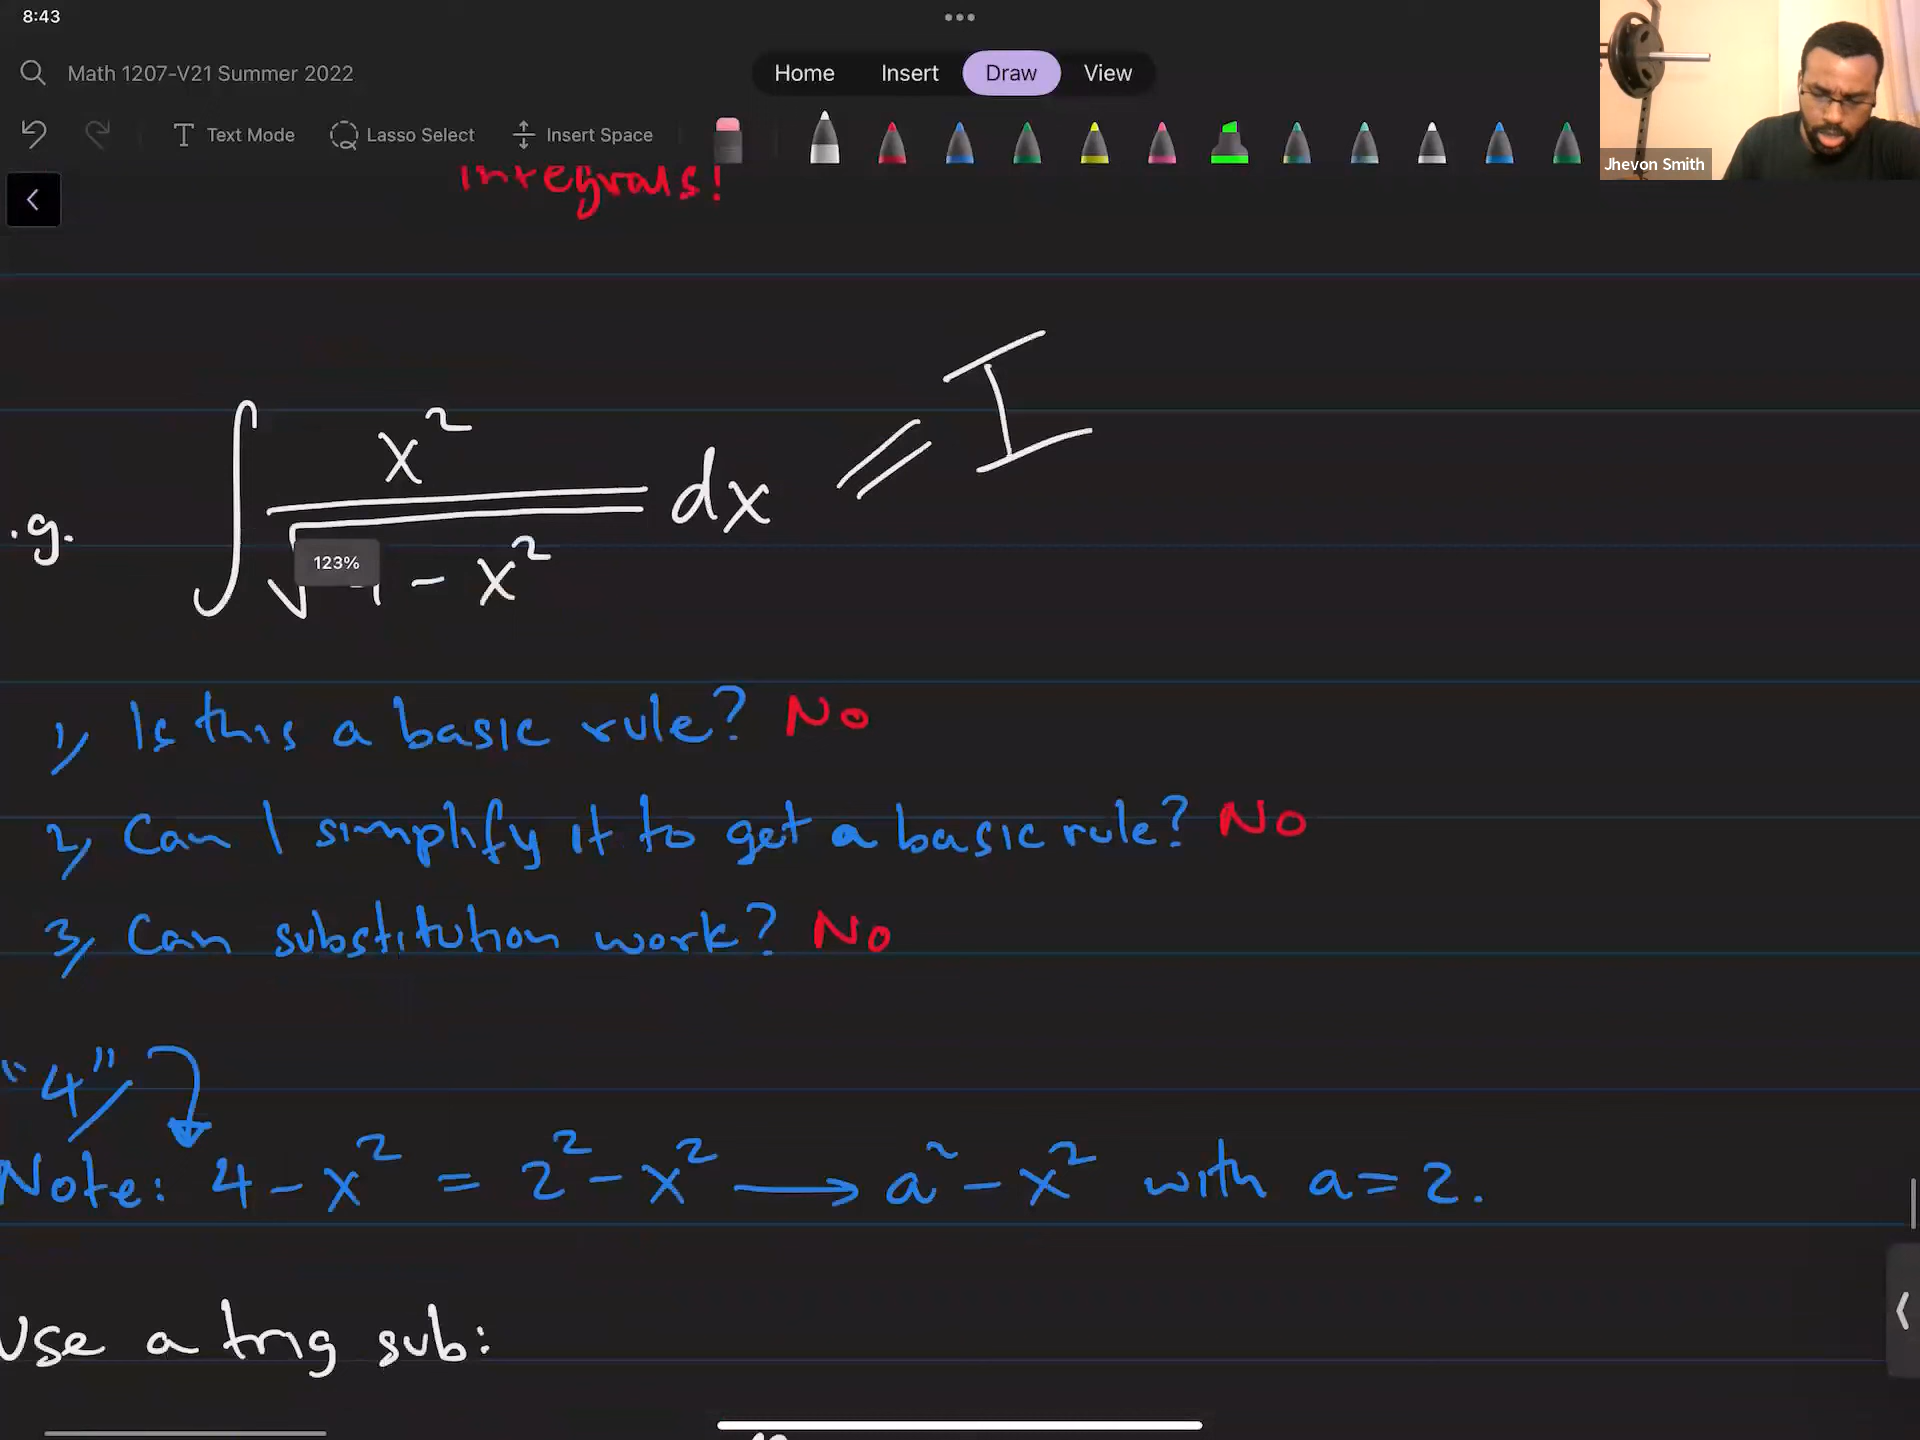 8:43
Math 1207-V21 Summer 2022
Home Insert Draw View
Text Mode Lasso Select Insert Space
Jhevon Smith
integrals!
.g. ∫ x² / √4 - x² dx = I
123%
1) Is this a basic rule? No
2) Can I simplify it to get a basic rule? No
3) Can substitution work? No
"4"
Note: 4 - x² = 2² - x² → a² - x² with a = 2.
Use a trig sub: